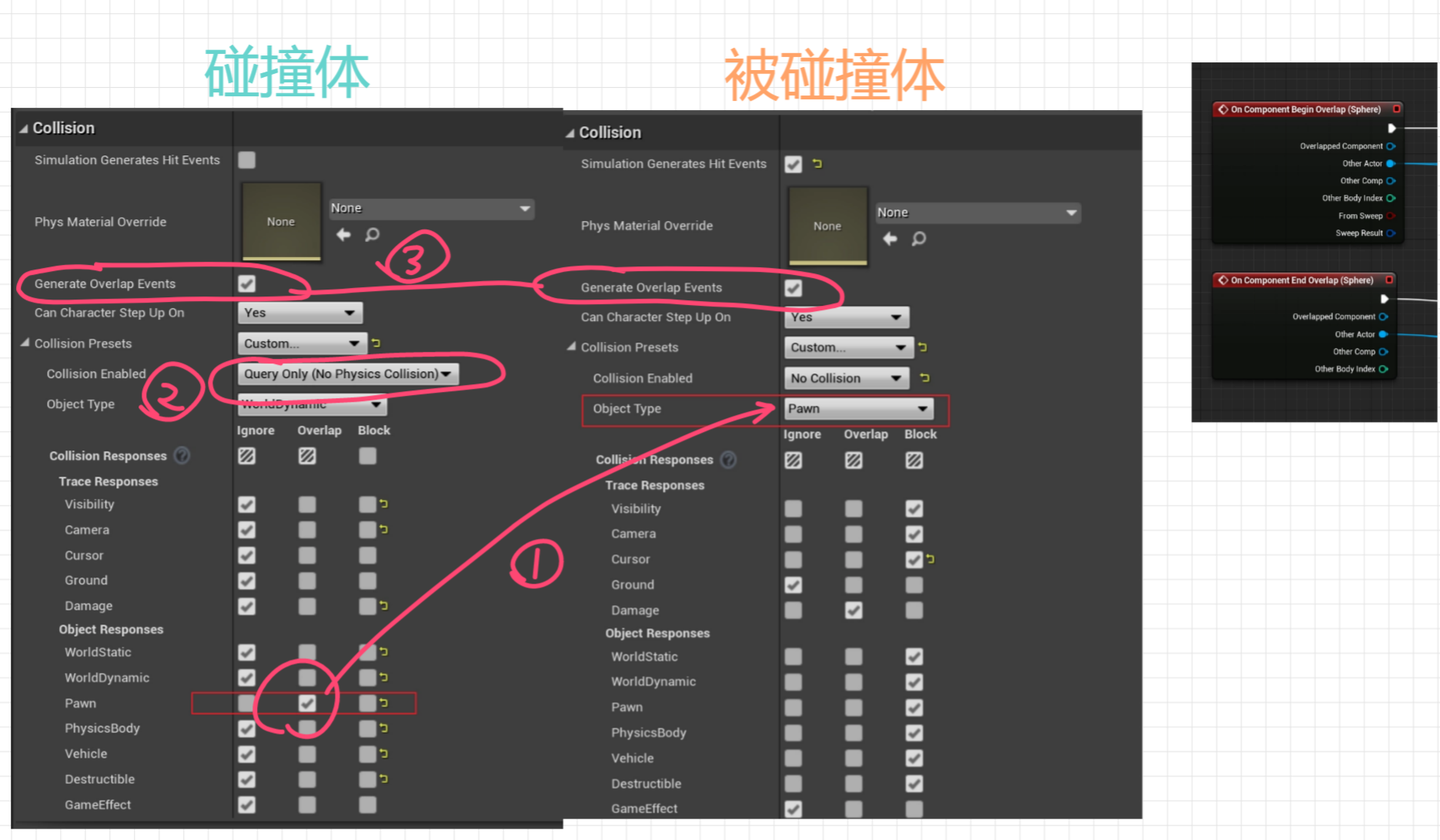 碰撞体
Collision
Simulation Generates Hit Events
Phys Material Override
None
None
③
Generate Overlap Events
Can Character Step Up On
Yes
Collision Presets
Custom...
Collision Enabled
Query Only (No Physics Collision)
②
Object Type
WorldDynamic
Ignore Overlap Block
Collision Responses ?
Trace Responses
Visibility
Camera
Cursor
Ground
Damage
Object Responses
WorldStatic
WorldDynamic
Pawn
PhysicsBody
Vehicle
Destructible
GameEffect
①
被碰撞体
Collision
Simulation Generates Hit Events
Phys Material Override
None
None
Generate Overlap Events
Can Character Step Up On
Yes
Collision Presets
Custom...
Collision Enabled
No Collision
Object Type
Pawn
Ignore Overlap Block
Collision Responses ?
Trace Responses
Visibility
Camera
Cursor
Ground
Damage
Object Responses
WorldStatic
WorldDynamic
Pawn
PhysicsBody
Vehicle
Destructible
GameEffect
On Component Begin Overlap (Sphere)
Overlapped Component
Other Actor
Other Comp
Other Body Index
From Sweep
Sweep Result
On Component End Overlap (Sphere)
Overlapped Component
Other Actor
Other Comp
Other Body Index